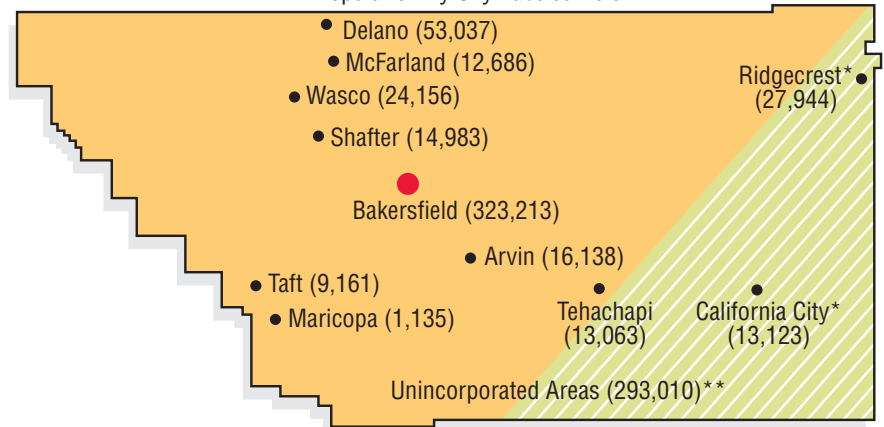 Delano (53,037)
McFarland (12,686)
Ridgecrest*
(27,944)
Wasco (24,156)
Shafter (14,983)
Bakersfield (323,213)
Arvin (16,138)
Taft (9,161)
Maricopa (1,135)
Tehachapi
(13,063)
California City*
(13,123)
Unincorporated Areas (293,010)**